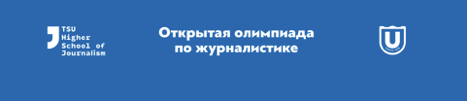 TSU
Higher
School of
Journalism
Открытая олимпиада
по журналистике
U